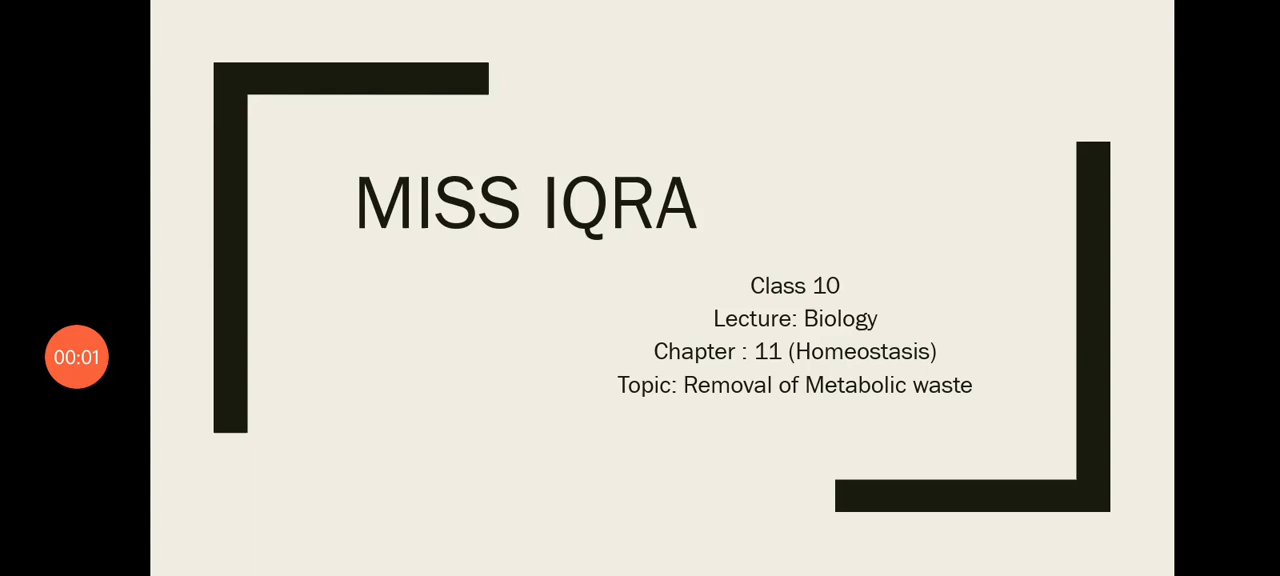 MISS IQRA
Class 10
Lecture: Biology
Chapter : 11 (Homeostasis)
00:01
Topic: Removal of Metabolic waste